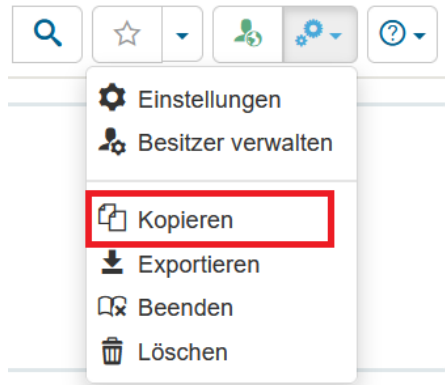 Einstellungen
Besitzer verwalten
Kopieren
Exportieren
Beenden
Löschen